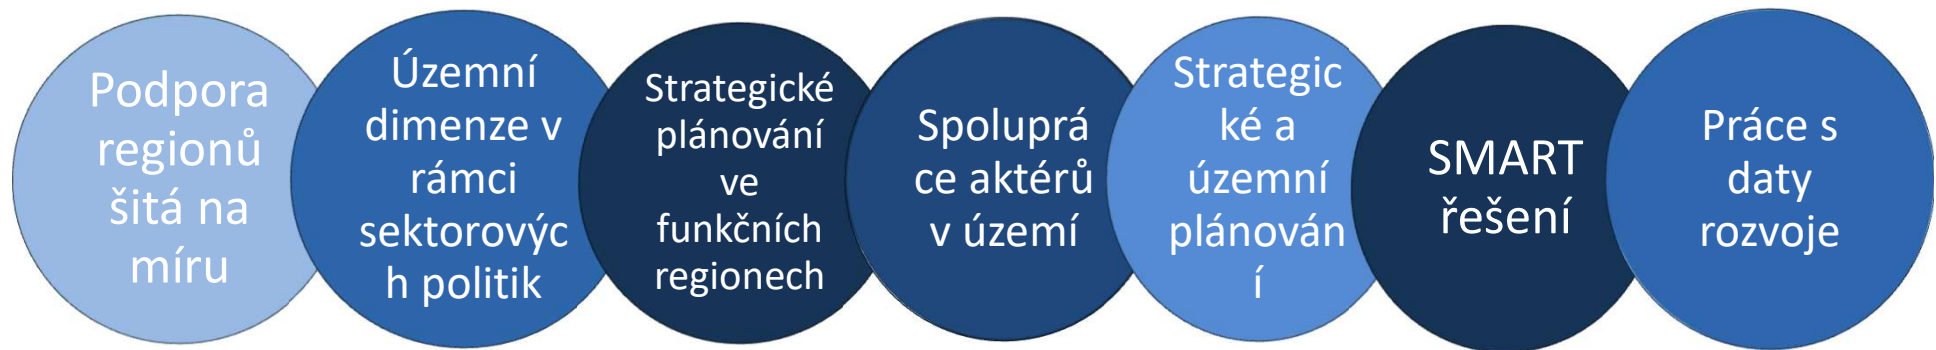 Podpora
regionů
šitá na
míru
Územní
dimenze v
rámci
sektorovýc
h politik
Strategické
plánování
ve
funkčních
regionech
Spoluprá
ce aktérů
v území
Strategic
ké a
územní
plánován
í
SMART
řešení
Práce s
daty
rozvoje